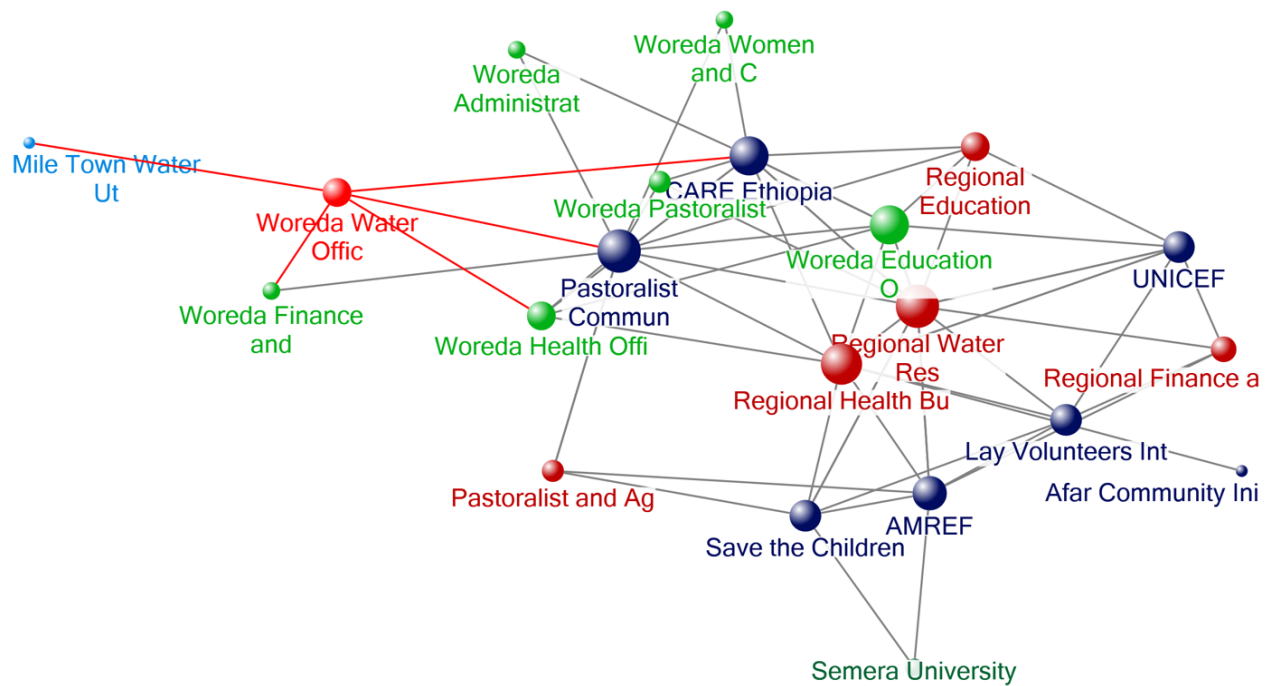 Woreda Women
and C
Woreda
Administrat
Mile Town Water
Ut
CARE Ethiopia
Regional
Education
Woreda Pastoralist
Woreda Water
Offic
Woreda Education
O
UNICEF
Pastoralist
Commun
Woreda Finance
and
Woreda Health Offi
Regional Water
Res
Regional Finance a
Regional Health Bu
Lay Volunteers Int
Pastoralist and Ag
Afar Community Ini
AMREF
Save the Children
Semera University